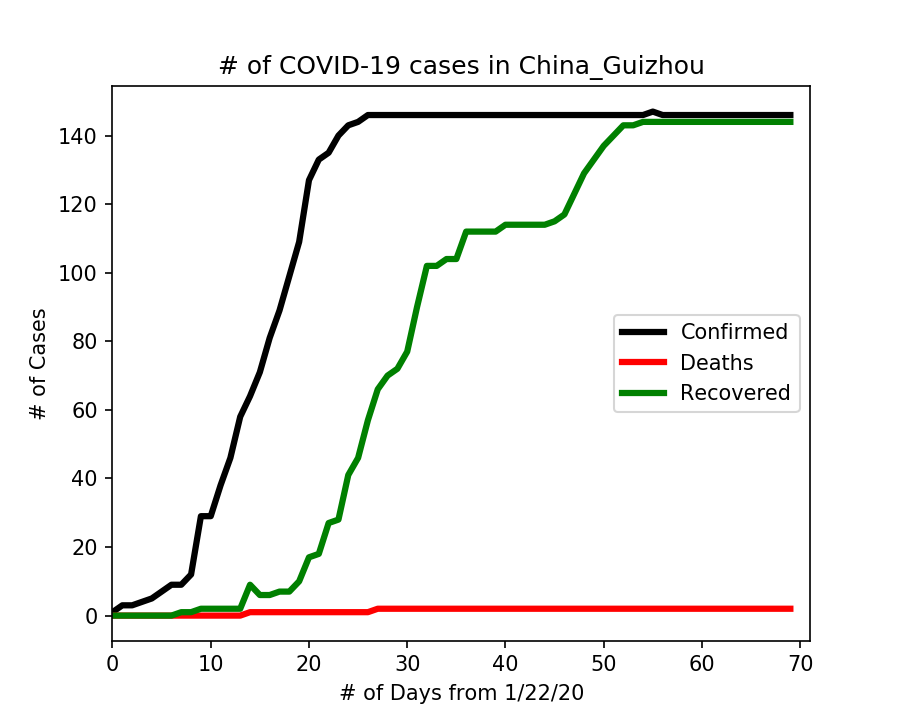 # of COVID-19 cases in China_Guizhou
140
120
100
80
60
40
20
0
# of Cases
Confirmed
Deaths
Recovered
0 10 20 30 40 50 60 70
# of Days from 1/22/20